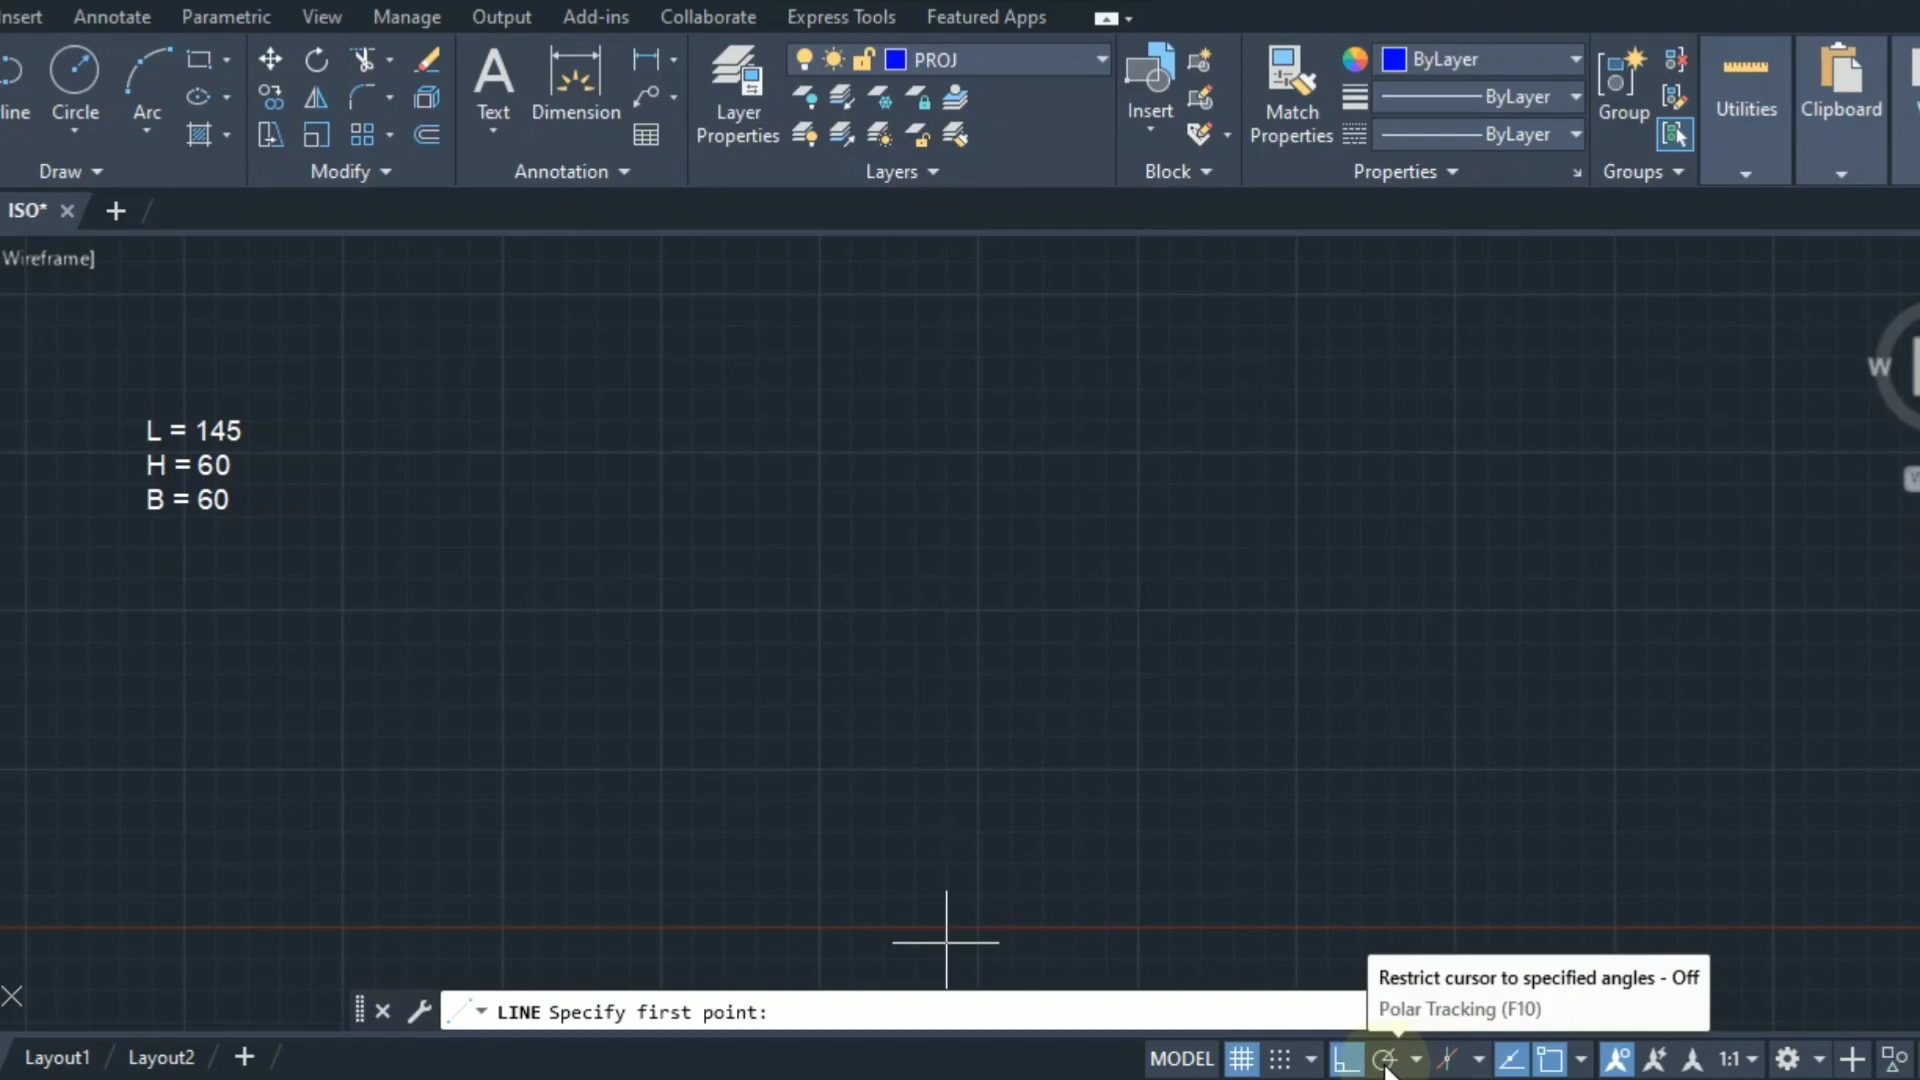 Insert Annotate Parametric View Manage Output Add-ins Collaborate Express Tools Featured Apps
line Circle Arc
Text Dimension
Layer
Properties
PROJ
Insert
Match
Properties
ByLayer
ByLayer
ByLayer
Group
Utilities
Clipboard
Draw Modify Annotation Layers Block Properties Groups
ISO*
Wireframe]
W
L = 145
H = 60
B = 60
Restrict cursor to specified angles - Off
Polar Tracking (F10)
LINE Specify first point:
Layout1 Layout2
MODEL 1:1